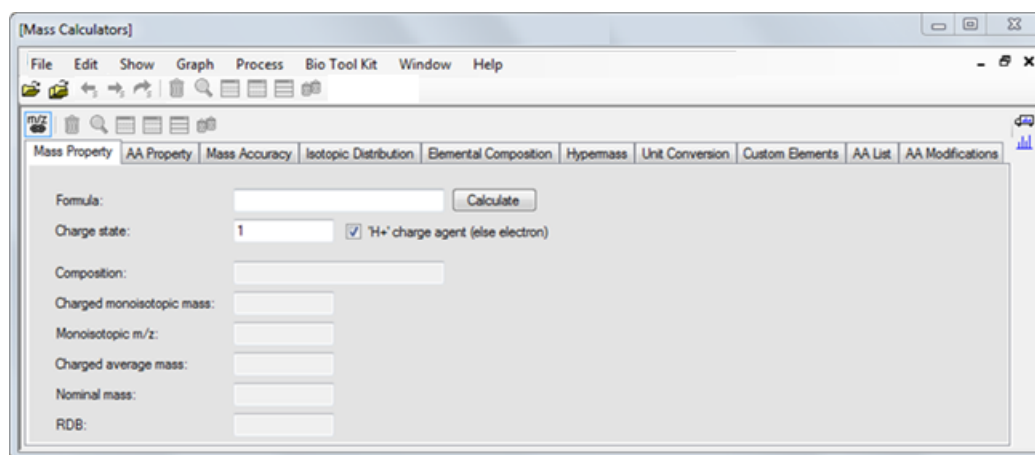 [Mass Calculators]
File Edit Show Graph Process Bio Tool Kit Window Help
m/z
Mass Property AA Property Mass Accuracy Isotopic Distribution Elemental Composition Hypermass Unit Conversion Custom Elements AA List AA Modifications
Formula: Calculate
Charge state: 1 'H+' charge agent (else electron)
Composition:
Charged monoisotopic mass:
Monoisotopic m/z:
Charged average mass:
Nominal mass:
RDB: